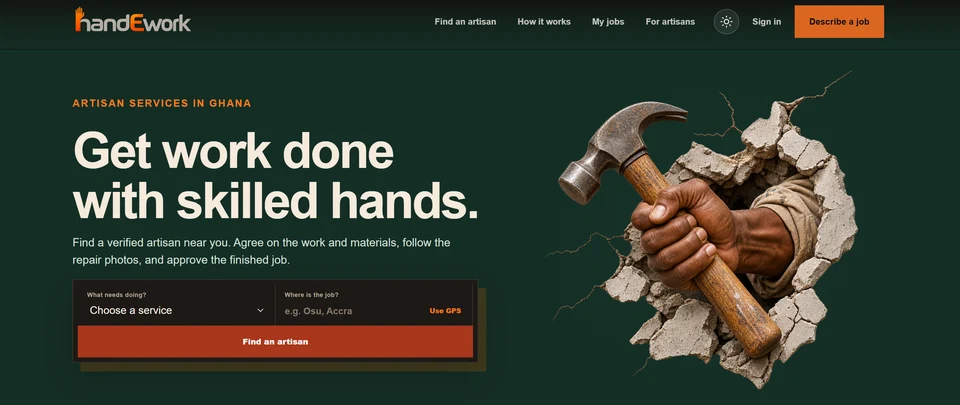 handEwork
Find an artisan
How it works
My jobs
For artisans
Sign in
Describe a job
ARTISAN SERVICES IN GHANA
Get work done
with skilled hands.
Find a verified artisan near you. Agree on the work and materials, follow the
repair photos, and approve the finished job.
What needs doing?
Choose a service
Where is the job?
e.g. Osu, Accra
Use GPS
Find an artisan